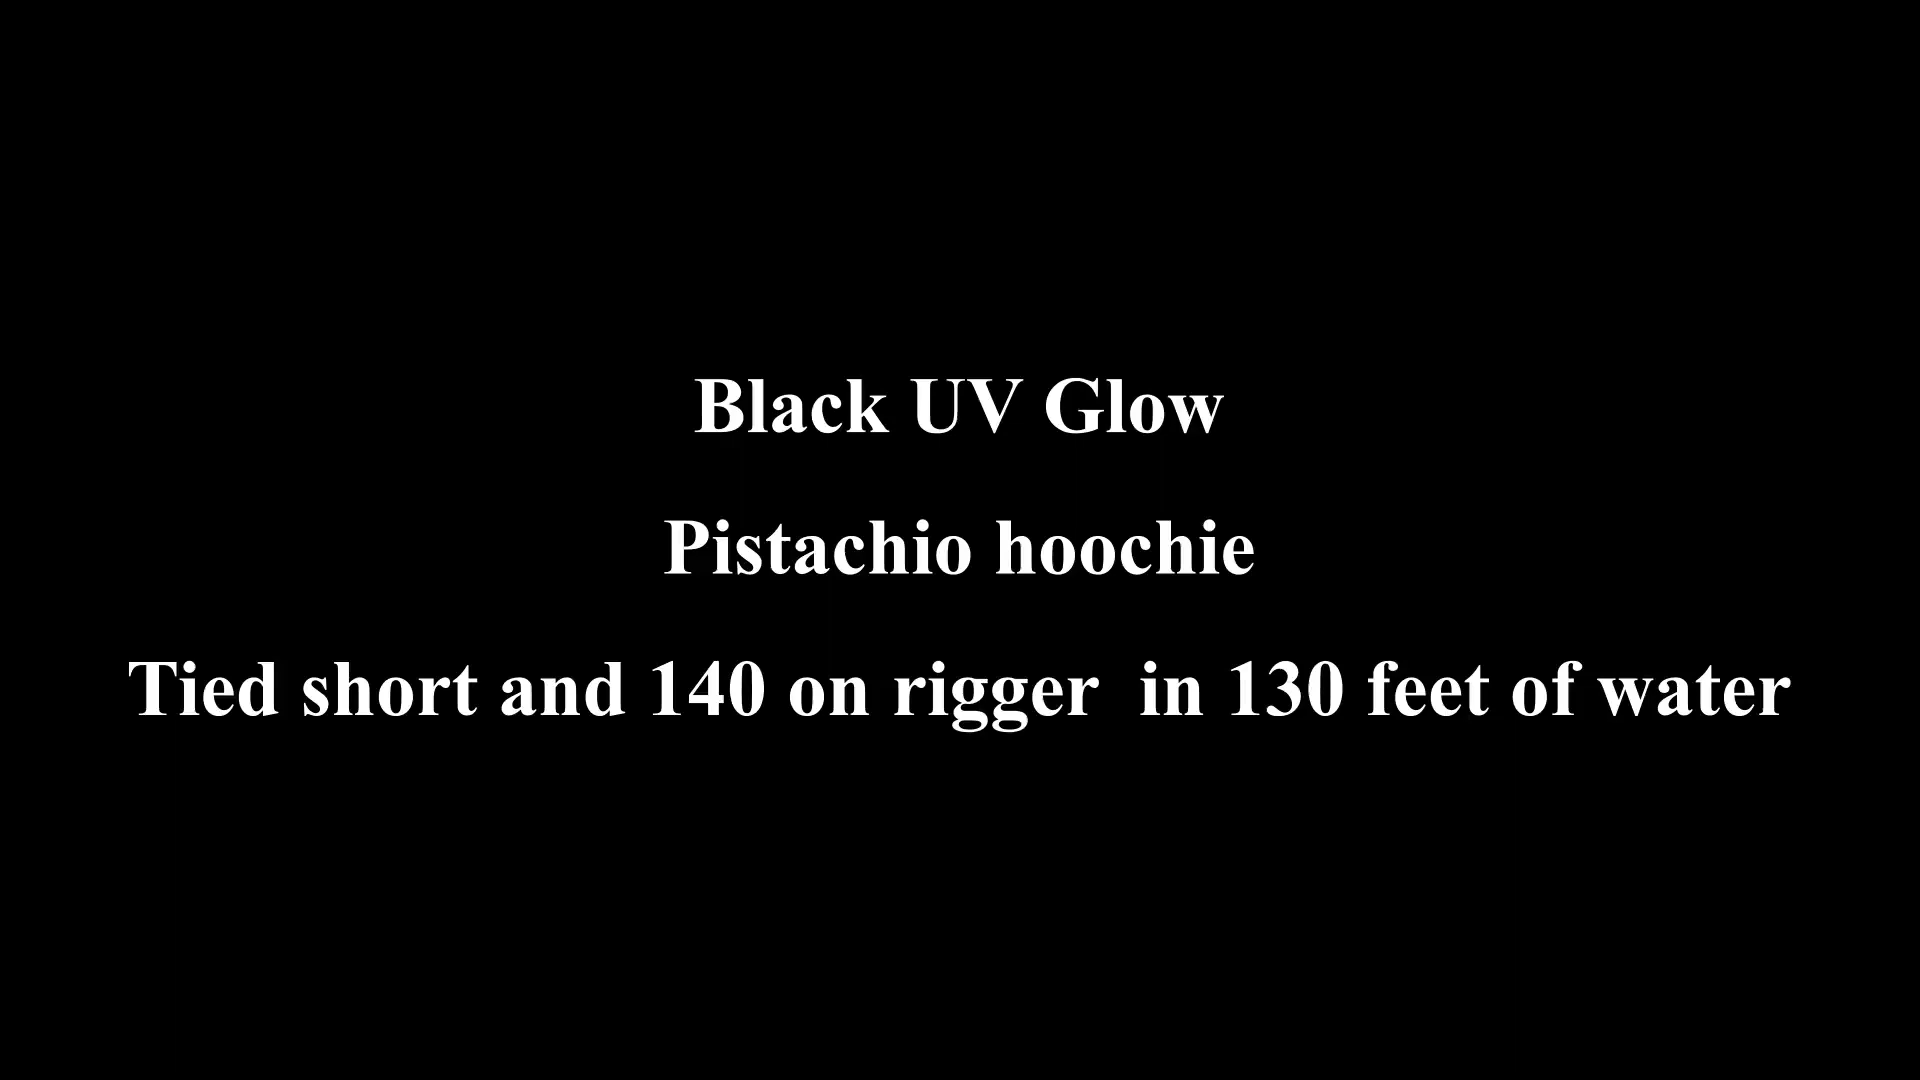 Black UV Glow
Pistachio hoochie
Tied short and 140 on rigger  in 130 feet of water